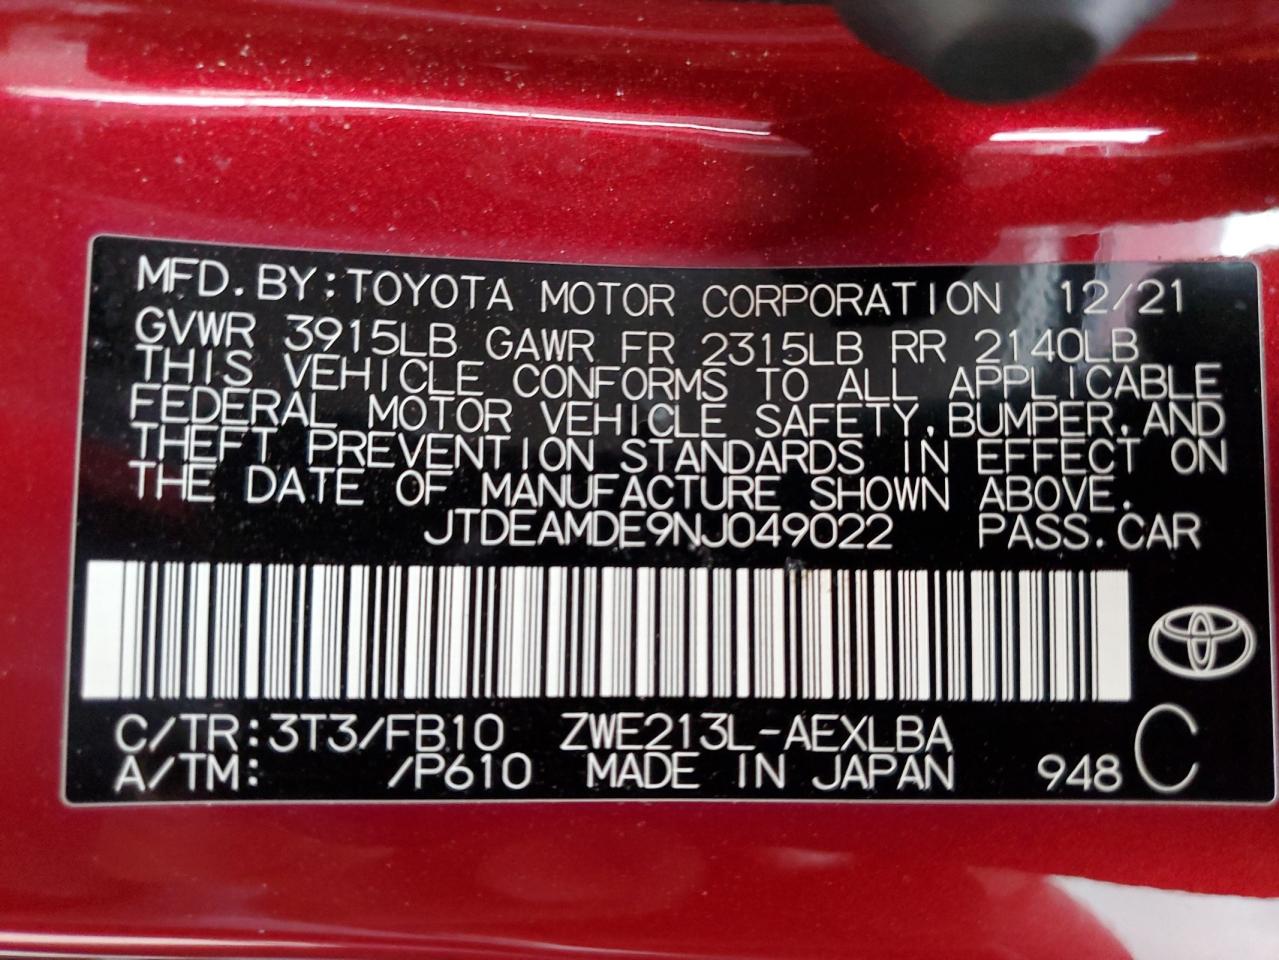 MFD.BY:TOYOTA MOTOR CORPORATION 12/21
GVWR 3915LB GAWR FR 2315LB RR 2140LB
THIS VEHICLE CONFORMS TO ALL APPLICABLE
FEDERAL MOTOR VEHICLE SAFETY,BUMPER,AND
THEFT PREVENTION STANDARDS IN EFFECT ON
THE DATE OF MANUFACTURE SHOWN ABOVE.
JTDEAMDE9NJ049022 PASS.CAR
C/TR:3T3/FB10 ZWE213L-AEXLBA
A/TM: /P610 MADE IN JAPAN 948 C